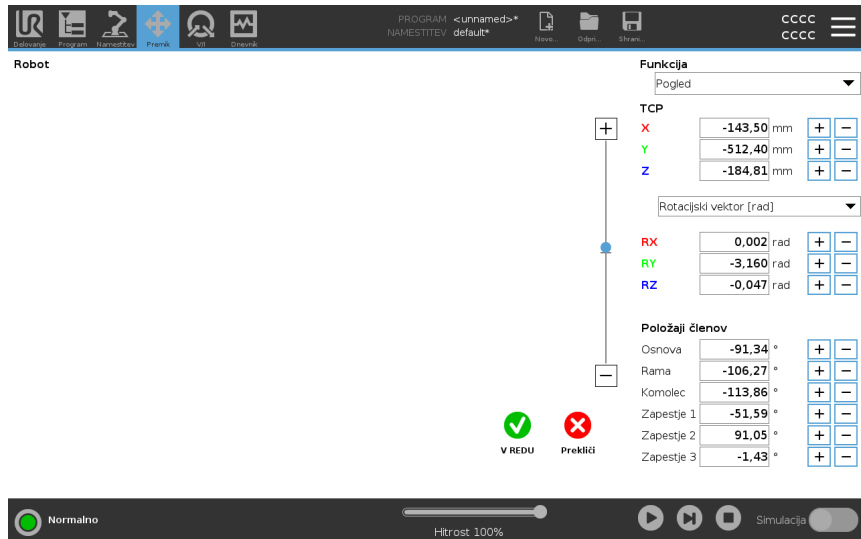 PROGRAM <unnamed>*
NAMESTITEV default*
CCCC
CCCC
Delovanje Program Namestitev Premik V/I Dnevnik Novo... Odpri... Shrani...
Robot
Funkcija
Pogled
TCP
X -143,50 mm + −
Y -512,40 mm + −
Z -184,81 mm + −
Rotacijski vektor [rad]
RX 0,002 rad + −
RY -3,160 rad + −
RZ -0,047 rad + −
Položaji členov
Osnova -91,34 ° + −
Rama -106,27 ° + −
Komolec -113,86 ° + −
Zapestje 1 -51,59 ° + −
Zapestje 2 91,05 ° + −
Zapestje 3 -1,43 ° + −
V REDU Prekliči
Normalno
Hitrost 100%
Simulacija